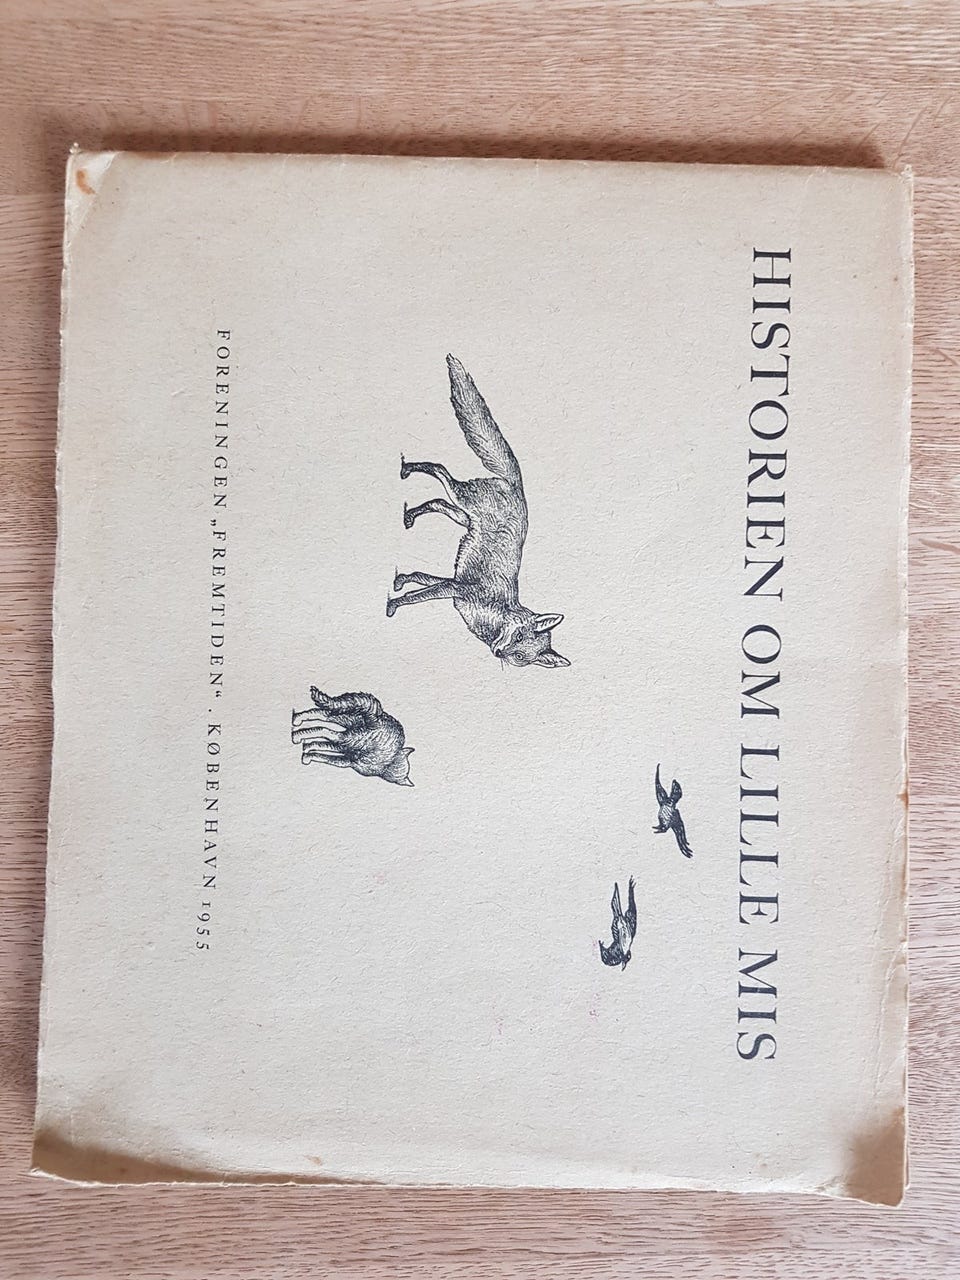 HISTORIEN OM LILLE MIS
FORENINGEN „FREMTIDEN“ · KØBENHAVN 1955